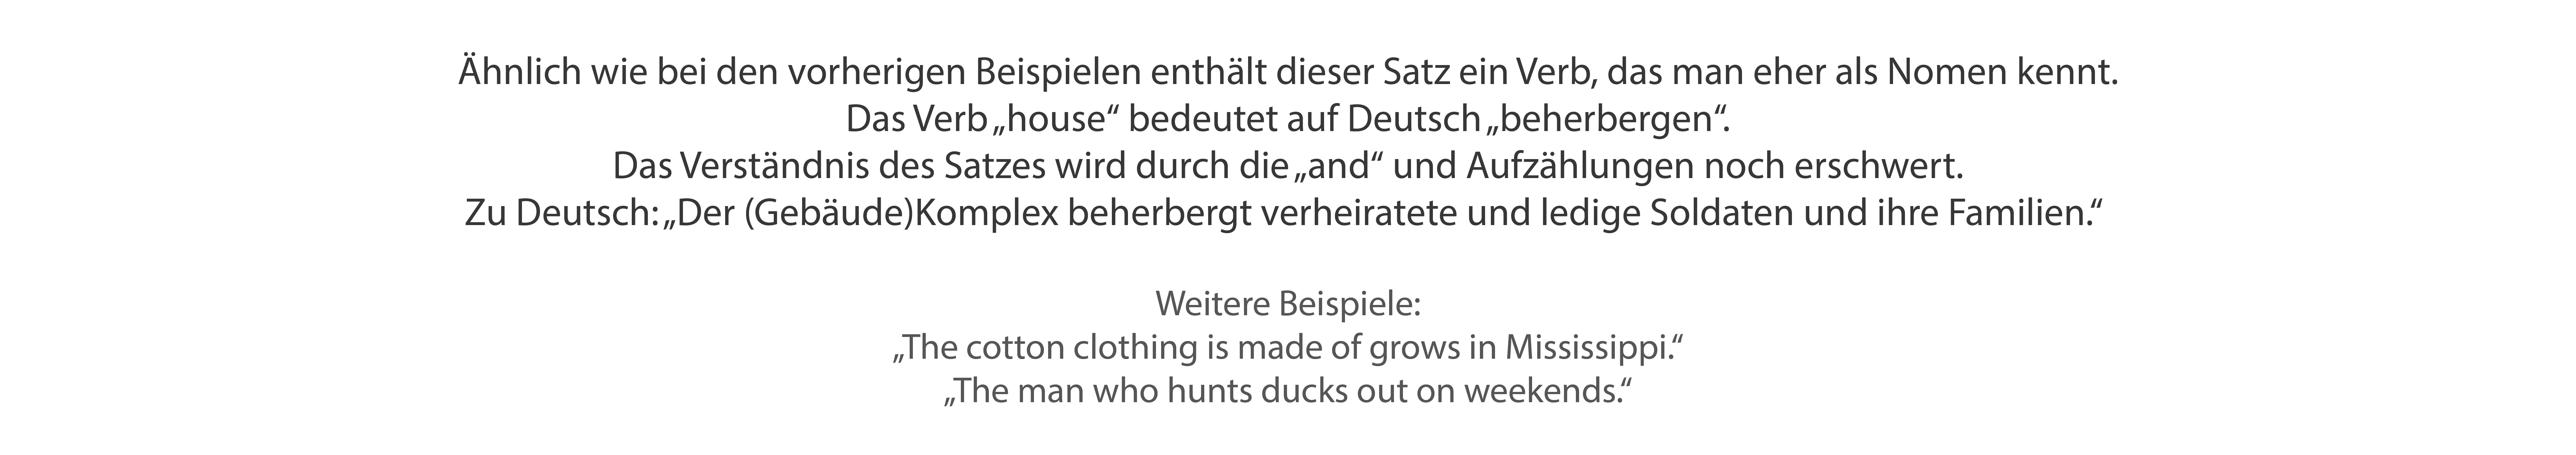 Ähnlich wie bei den vorherigen Beispielen enthält dieser Satz ein Verb, das man eher als Nomen kennt.
Das Verb „house“ bedeutet auf Deutsch „beherbergen“.
Das Verständnis des Satzes wird durch die „and“ und Aufzählungen noch erschwert.
Zu Deutsch: „Der (Gebäude)Komplex beherbergt verheiratete und ledige Soldaten und ihre Familien.“
Weitere Beispiele:
„The cotton clothing is made of grows in Mississippi.“
„The man who hunts ducks out on weekends.“